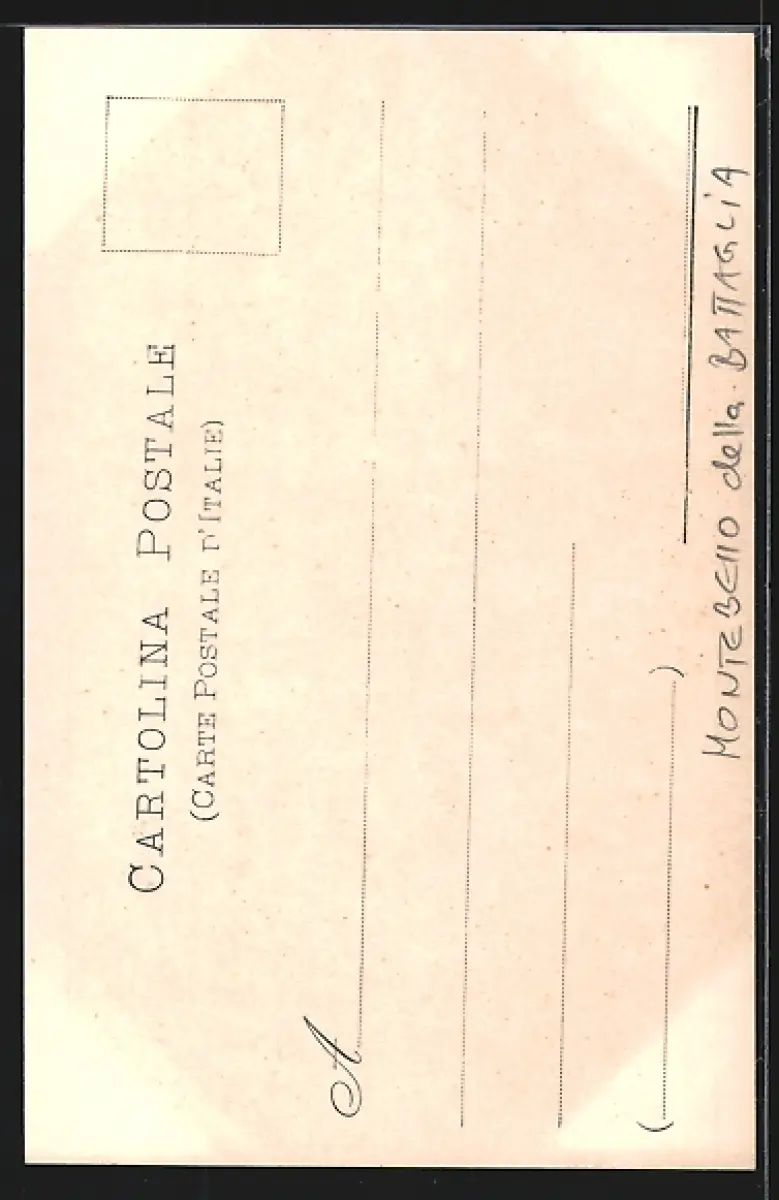 CARTOLINA POSTALE
(CARTE POSTALE D'ITALIE)
A
( )
MONTEBEllO della BATTAGLiA